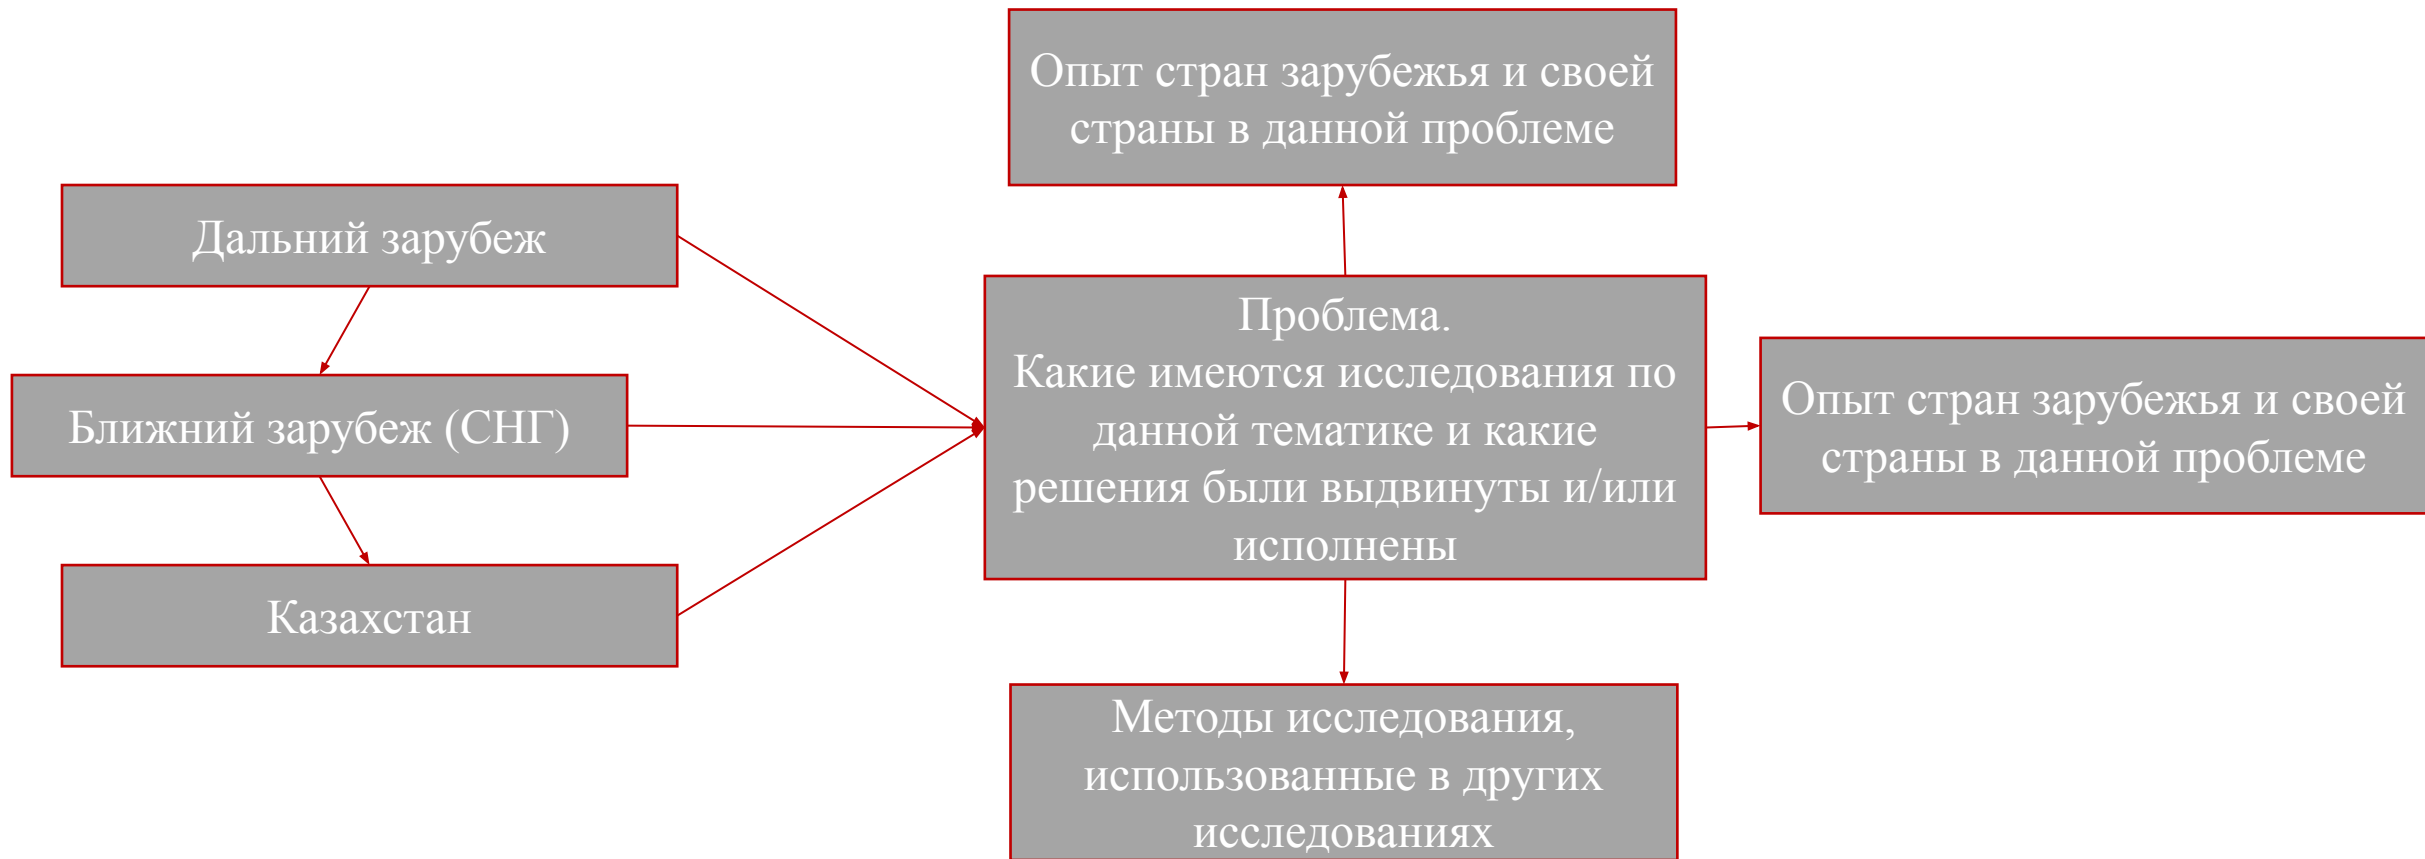 Опыт стран зарубежья и своей
страны в данной проблеме
Дальний зарубеж
Ближний зарубеж (СНГ)
Казахстан
Проблема.
Какие имеются исследования по
данной тематике и какие
решения были выдвинуты и/или
исполнены
Опыт стран зарубежья и своей
страны в данной проблеме
Методы исследования,
использованные в других
исследованиях